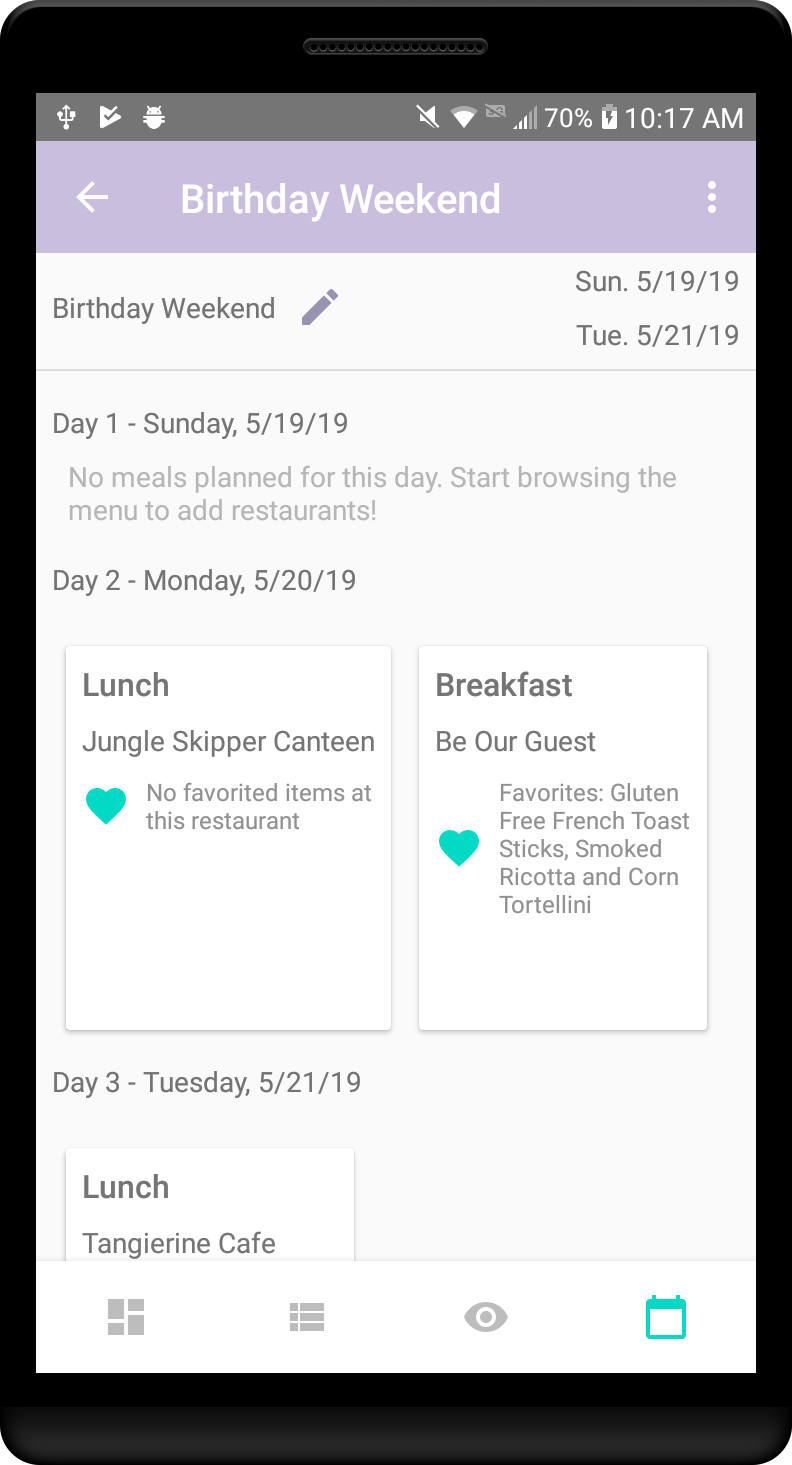 70% 10:17 AM
Birthday Weekend
Birthday Weekend
Sun. 5/19/19
Tue. 5/21/19
Day 1 - Sunday, 5/19/19
No meals planned for this day. Start browsing the
menu to add restaurants!
Day 2 - Monday, 5/20/19
Lunch
Jungle Skipper Canteen
No favorited items at
this restaurant
Breakfast
Be Our Guest
Favorites: Gluten
Free French Toast
Sticks, Smoked
Ricotta and Corn
Tortellini
Day 3 - Tuesday, 5/21/19
Lunch
Tangierine Cafe